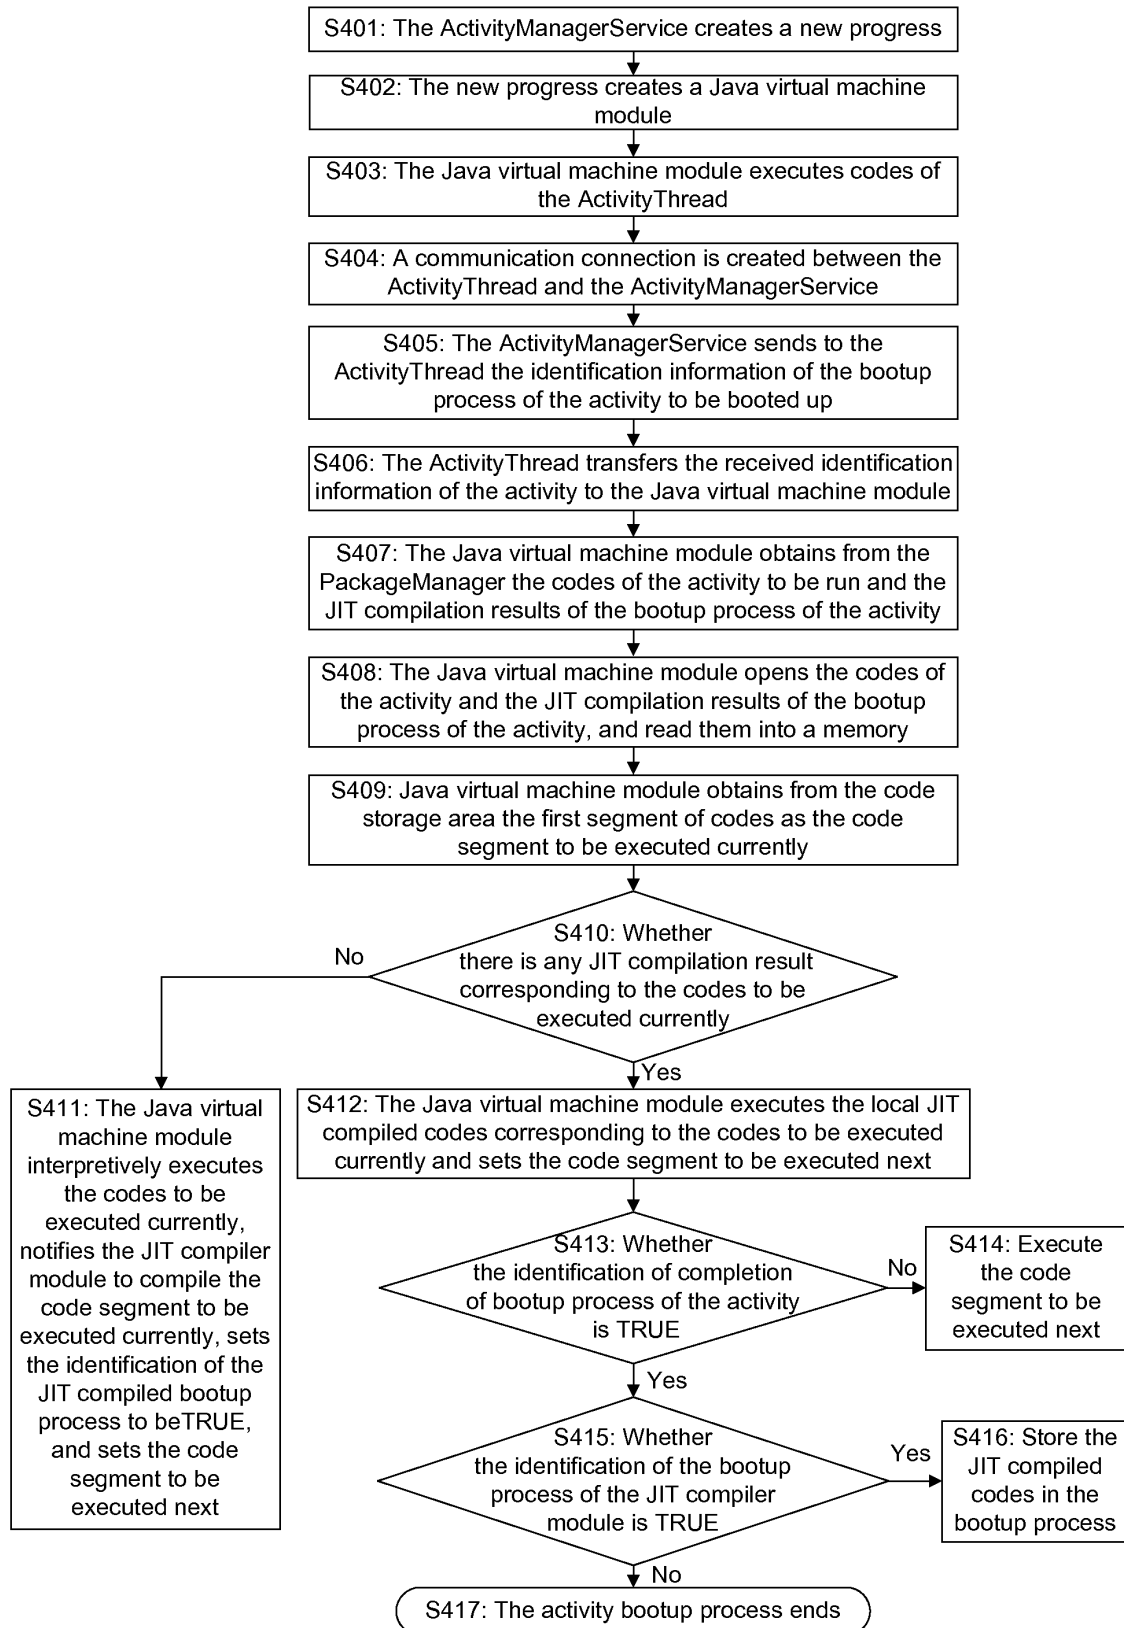 S401: The ActivityManagerService creates a new progress
S402: The new progress creates a Java virtual machine
module
S403: The Java virtual machine module executes codes of
the ActivityThread
S404: A communication connection is created between the
ActivityThread and the ActivityManagerService
S405: The ActivityManagerService sends to the
ActivityThread the identification information of the bootup
process of the activity to be booted up
S406: The ActivityThread transfers the received identification
information of the activity to the Java virtual machine module
S407: The Java virtual machine module obtains from the
PackageManager the codes of the activity to be run and the
JIT compilation results of the bootup process of the activity
S408: The Java virtual machine module opens the codes of
the activity and the JIT compilation results of the bootup
process of the activity, and read them into a memory
S409: Java virtual machine module obtains from the code
storage area the first segment of codes as the code
segment to be executed currently
S410: Whether
there is any JIT compilation result
corresponding to the codes to be
executed currently
No
Yes
S411: The Java virtual
machine module
interpretively executes
the codes to be
executed currently,
notifies the JIT compiler
module to compile the
code segment to be
executed currently, sets
the identification of the
JIT compiled bootup
process to beTRUE,
and sets the code
segment to be
executed next
S412: The Java virtual machine module executes the local JIT
compiled codes corresponding to the codes to be executed
currently and sets the code segment to be executed next
S413: Whether
the identification of completion
of bootup process of the activity
is TRUE
No
S414: Execute
the code
segment to be
executed next
Yes
S415: Whether
the identification of the bootup
process of the JIT compiler
module is TRUE
Yes
S416: Store the
JIT compiled
codes in the
bootup process
No
S417: The activity bootup process ends